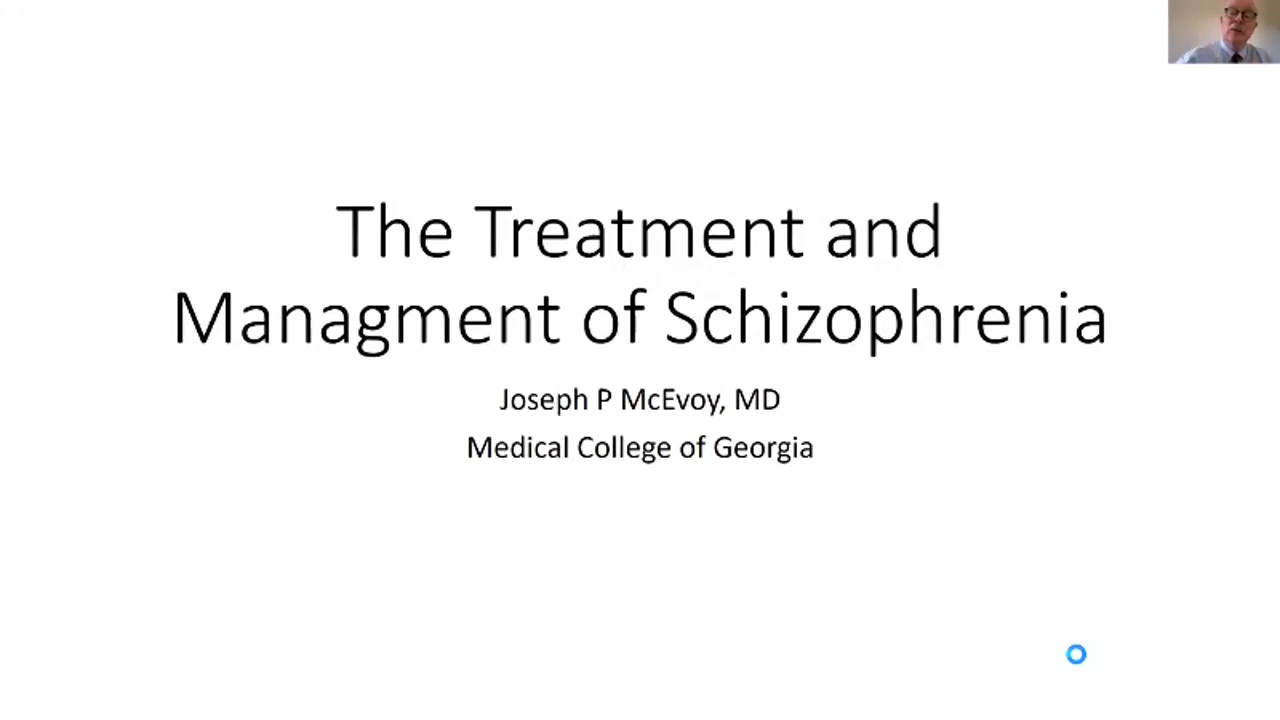 The Treatment and
Managment of Schizophrenia
Joseph P McEvoy, MD
Medical College of Georgia